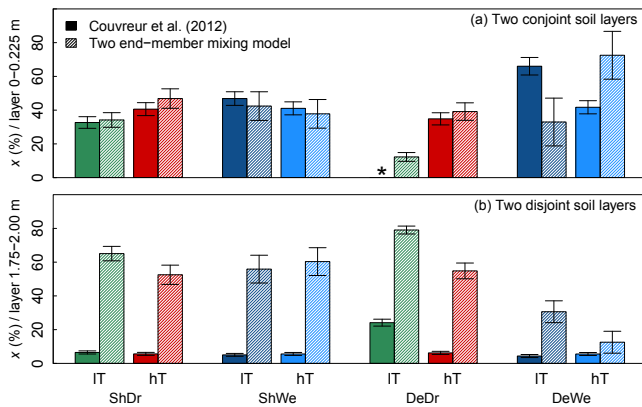 Couvreur et al. (2012)
Two end−member mixing model
(a) Two conjoint soil layers
x (%) / layer 0−0.225 m
80
60
40
20
0
*
(b) Two disjoint soil layers
x (%) / layer 1.75−2.00 m
80
60
40
20
0
lT hT lT hT lT hT lT hT
ShDr ShWe DeDr DeWe